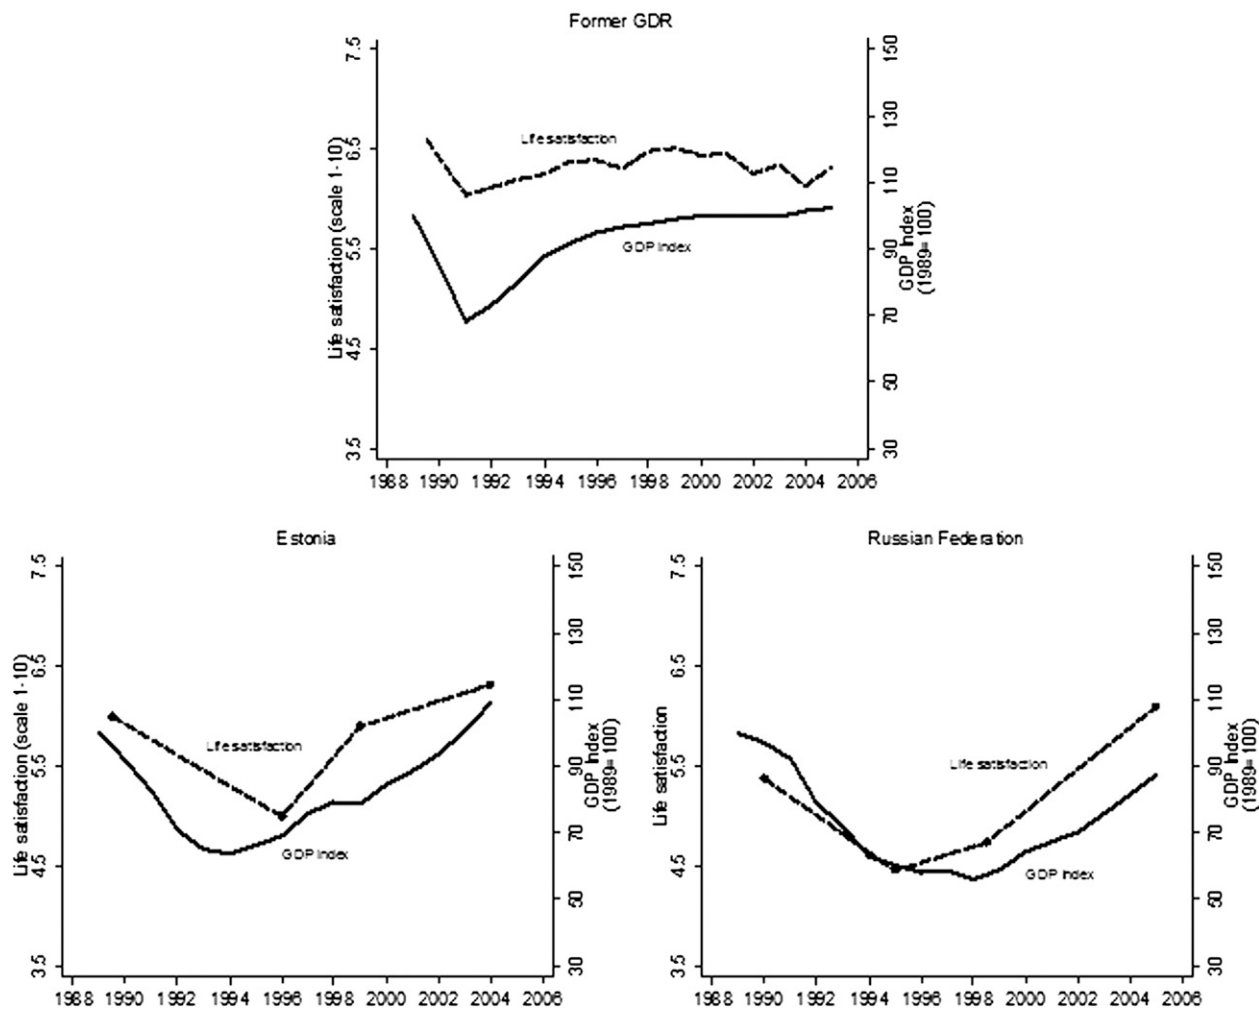 Former GDR
Life satisfaction (scale 1-10)
7.5
6.5
5.5
4.5
3.5
Life satisfaction
GDP Index
150
130
110
90
70
50
30
GDP Index
(1989=100)
1988 1990 1992 1994 1996 1998 2000 2002 2004 2006
Estonia
Life satisfaction (scale 1-10)
7.5
6.5
5.5
4.5
3.5
Life satisfaction
GDP Index
150
130
110
90
70
50
30
GDP Index
(1989=100)
1988 1990 1992 1994 1996 1998 2000 2002 2004 2006
Russian Federation
Life satisfaction
7.5
6.5
5.5
4.5
3.5
Life satisfaction
GDP Index
150
130
110
90
70
50
30
GDP Index
(1989=100)
1988 1990 1992 1994 1996 1998 2000 2002 2004 2006